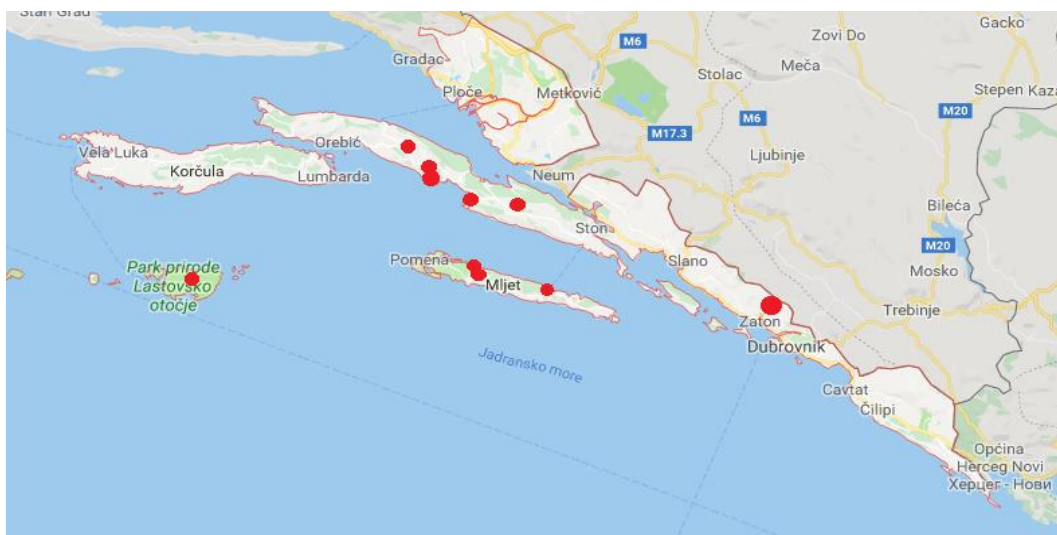 Stari Grad
Gacko
Zovi Do
M6
Gradac
Meča
Stolac
Ploče
Metković
Stepen Kaza
M20
M6
M17.3
Orebić
Vela Luka
Korčula
Lumbarda
Neum
Ljubinje
Bileća
Ston
M20
Pomena
Slano
Mosko
Park prirode
Lastovsko
otočje
Mljet
Trebinje
Zaton
Dubrovnik
Jadransko more
Cavtat
Čilipi
Općina
Herceg Novi
Херцег - Нови